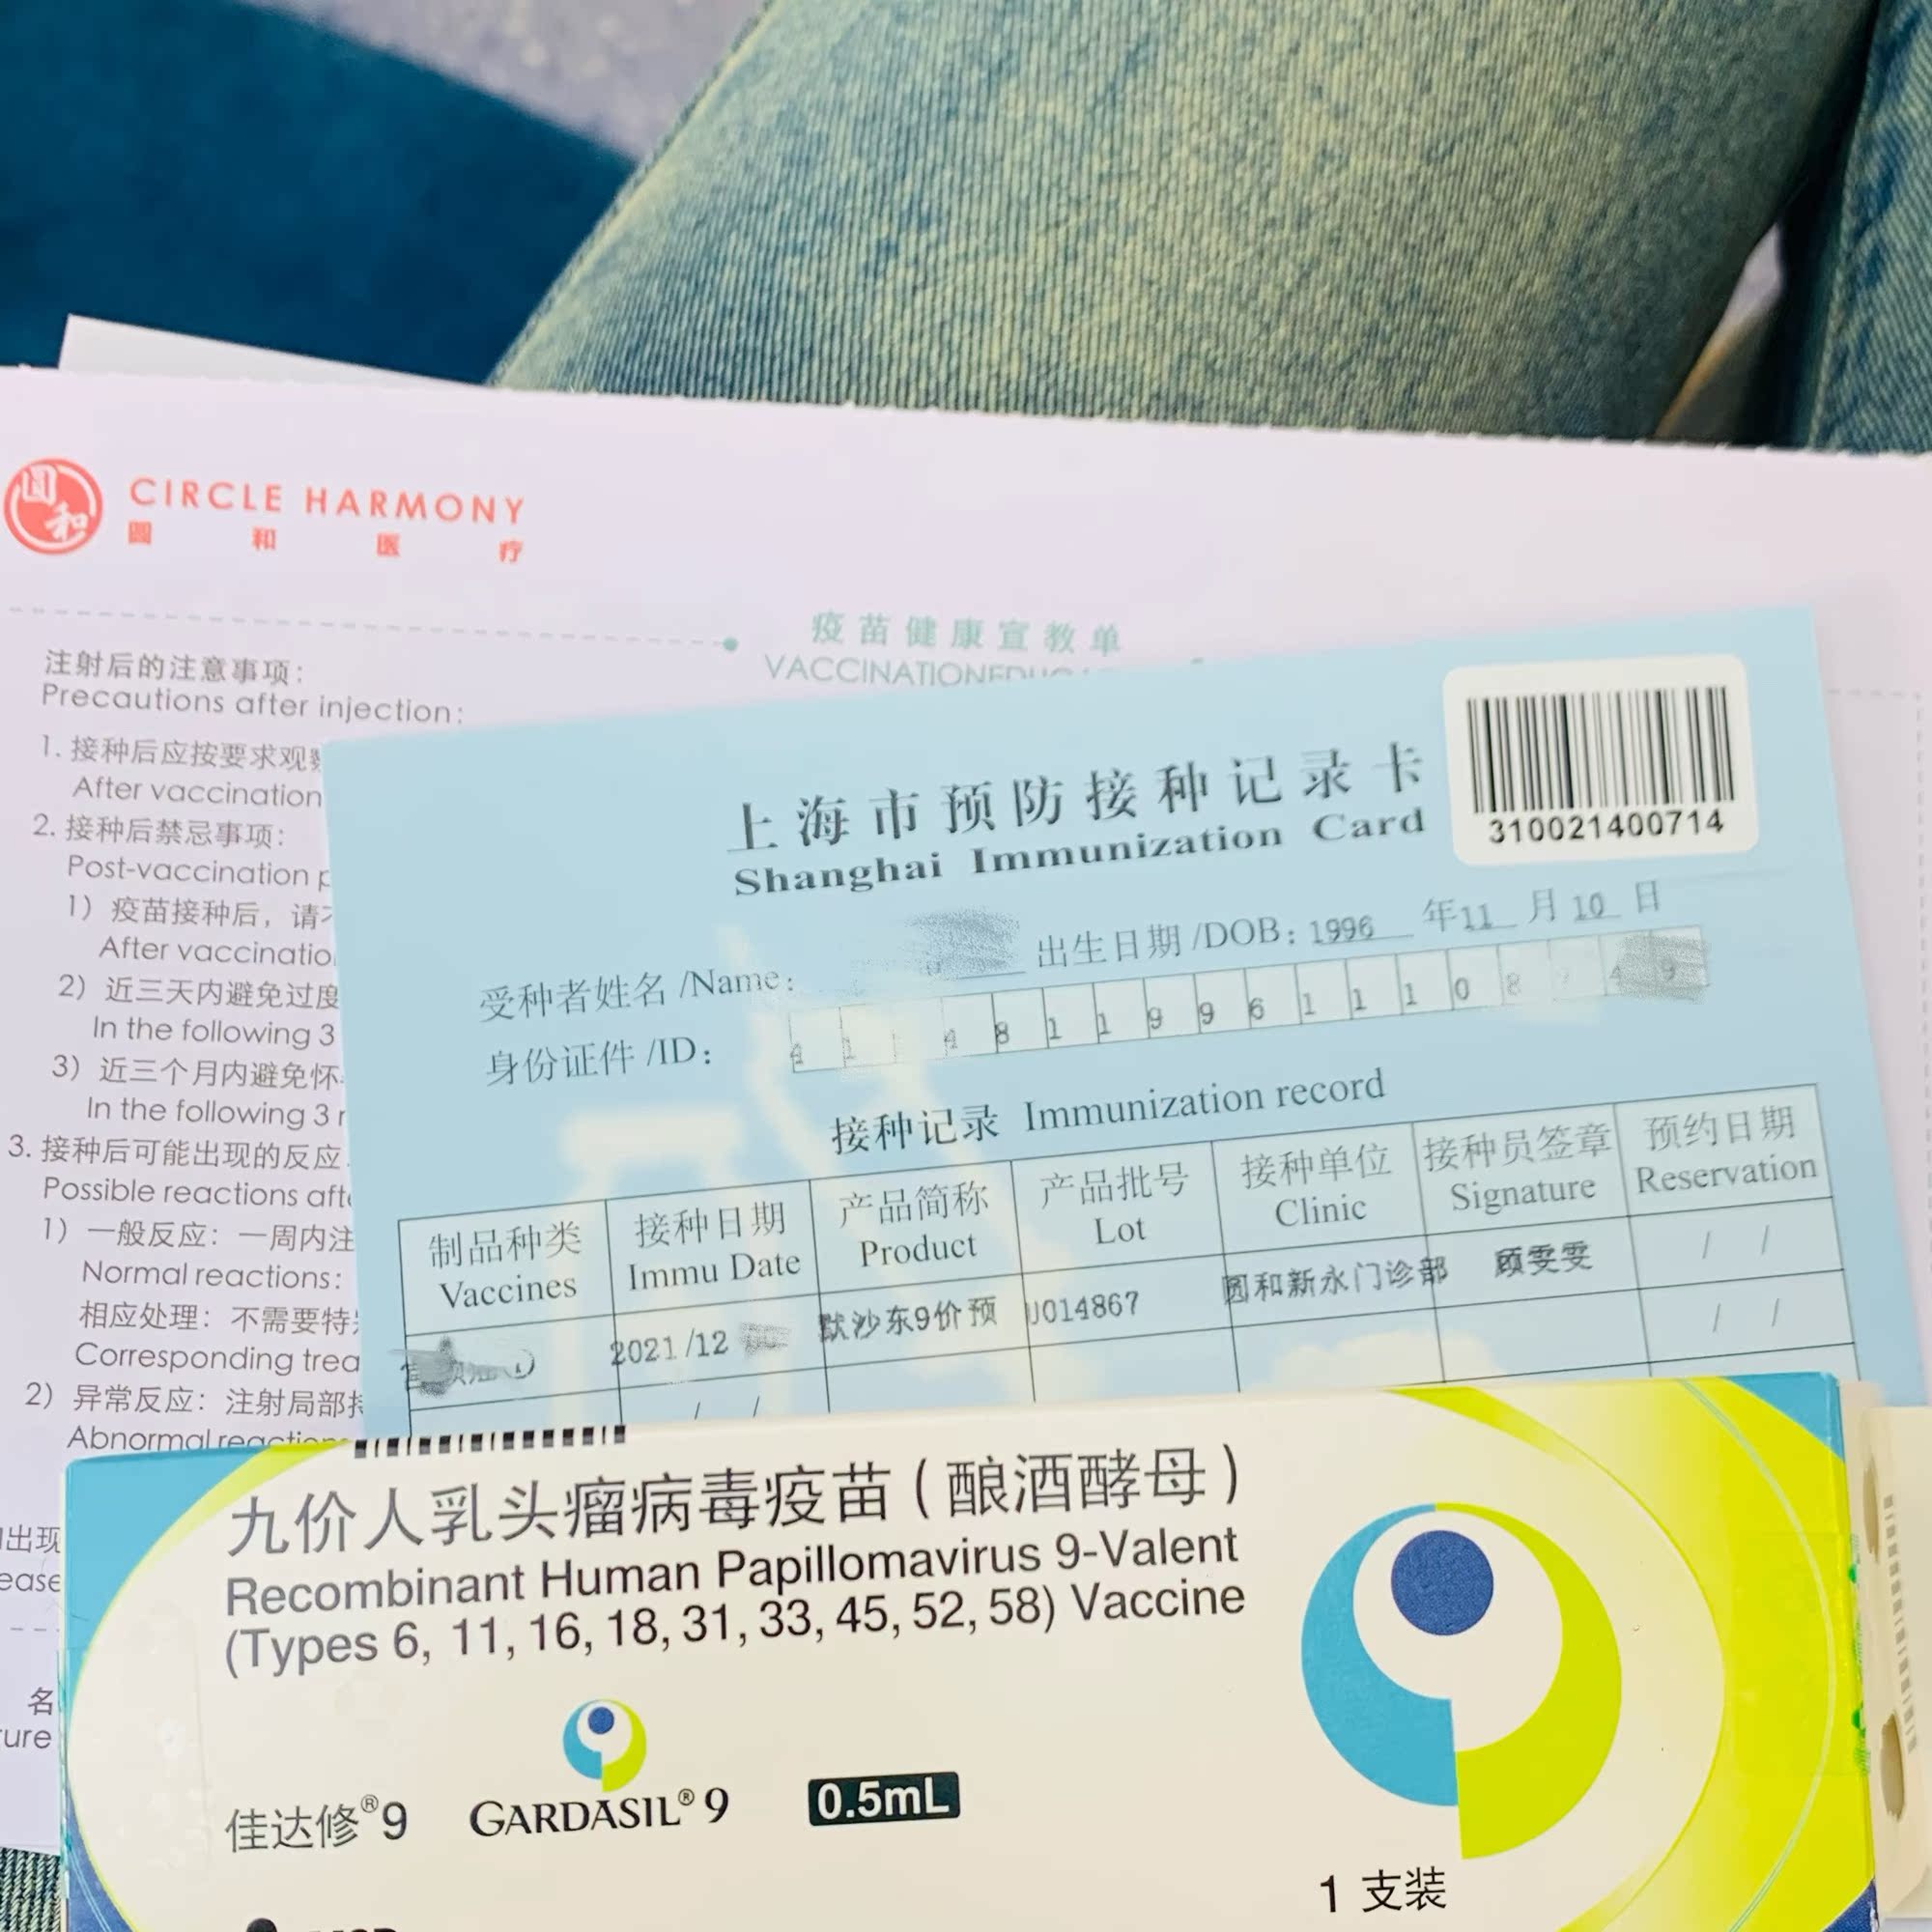 CIRCLE HARMONY
圆和医疗
疫苗健康宣教单
注射后的注意事项：
Precautions after injection:
1. 接种后应按要求观
After vaccination
2. 接种后禁忌事项：
Post-vaccination
1）疫苗接种后，请
After
2）近三天内避免过度
In the following 3
3）近三个月内避免怀
In the following 3
3. 接种后可能出现的反应
Possible reactions
1）一般反应：一周内注
Normal reactions:
相应处理：不需要特
Corresponding
2）异常反应：注射局部
Abnormal
出现
名
上海市预防接种记录卡
Shanghai Immunization Card
310021400714
受种者姓名 /Name:
出生日期 /DOB: 1996 年 11 月 10 日
身份证件 /ID:
接种记录 Immunization record
制品种类 接种日期 产品简称 产品批号 接种单位 接种员签章 预约日期
Vaccines Immu Date Product Lot Clinic Signature Reservation
2021/12 默沙东9价预 U014867 圆和新永门诊部 顾雯雯 / /
/ / / /
九价人乳头瘤病毒疫苗（酿酒酵母）
Recombinant Human Papillomavirus 9-Valent
(Types 6, 11, 16, 18, 31, 33, 45, 52, 58) Vaccine
佳达修®9 GARDASIL®9 0.5mL
1 支装